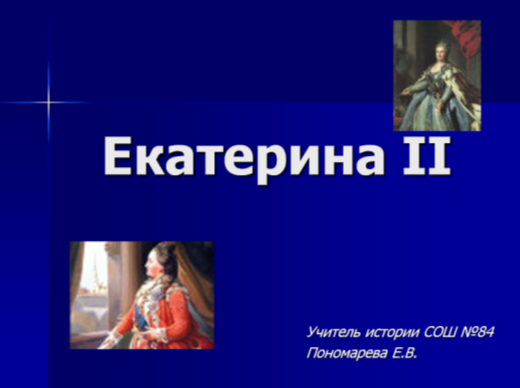 Екатерина II
Учитель истории СОШ №84
Пономарева Е.В.